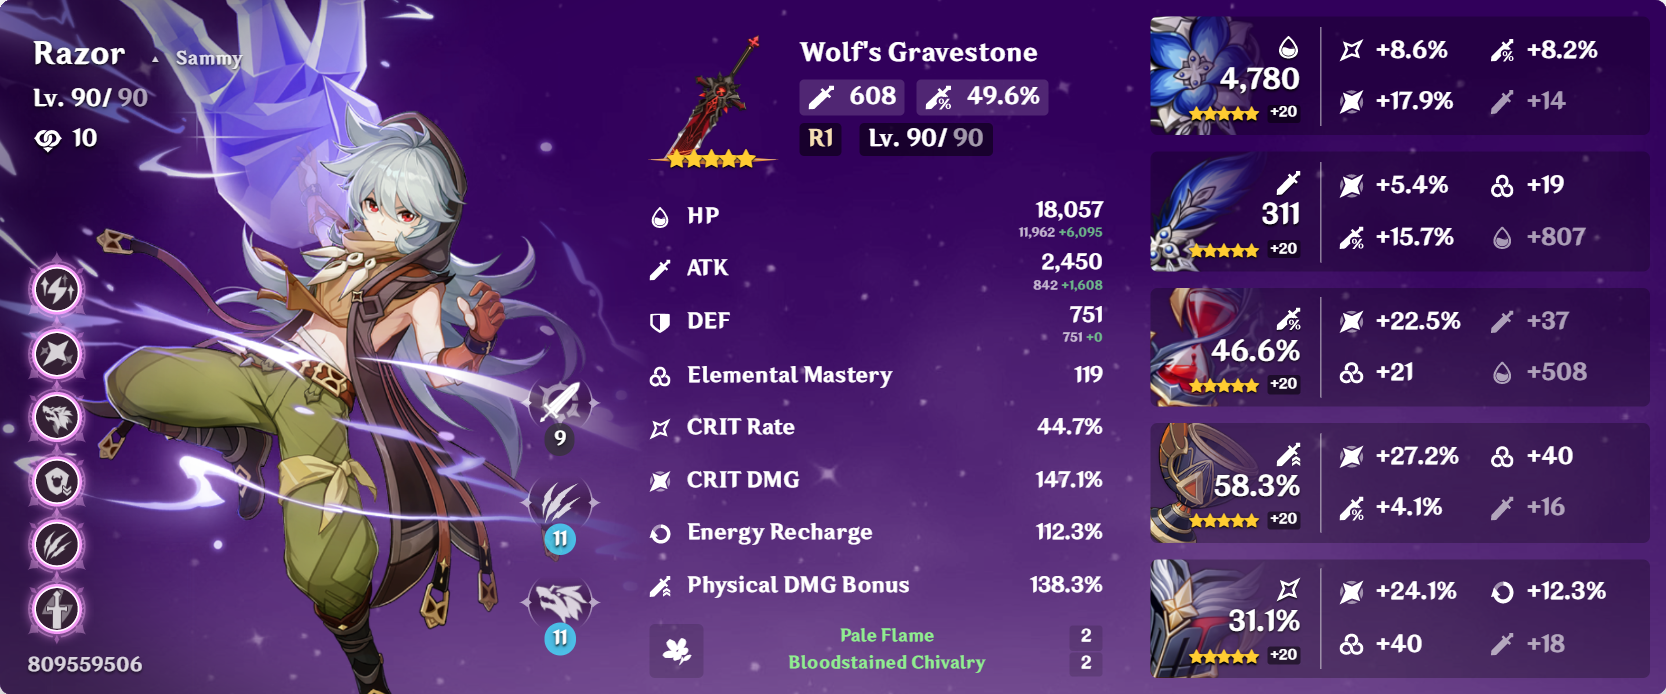 Razor
Sammy
Lv. 90/ 90
10
9
11
11
809559506
Wolf's Gravestone
608 49.6%
R1 Lv. 90/ 90
HP 18,057
11,962 +6,095
ATK 2,450
842 +1,608
DEF 751
751 +0
Elemental Mastery 119
CRIT Rate 44.7%
CRIT DMG 147.1%
Energy Recharge 112.3%
Physical DMG Bonus 138.3%
Pale Flame 2
Bloodstained Chivalry 2
4,780
+20
+8.6% +8.2%
+17.9% +14
311
+20
+5.4% +19
+15.7% +807
46.6%
+20
+22.5% +37
+21 +508
58.3%
+20
+27.2% +40
+4.1% +16
31.1%
+20
+24.1% +12.3%
+40 +18